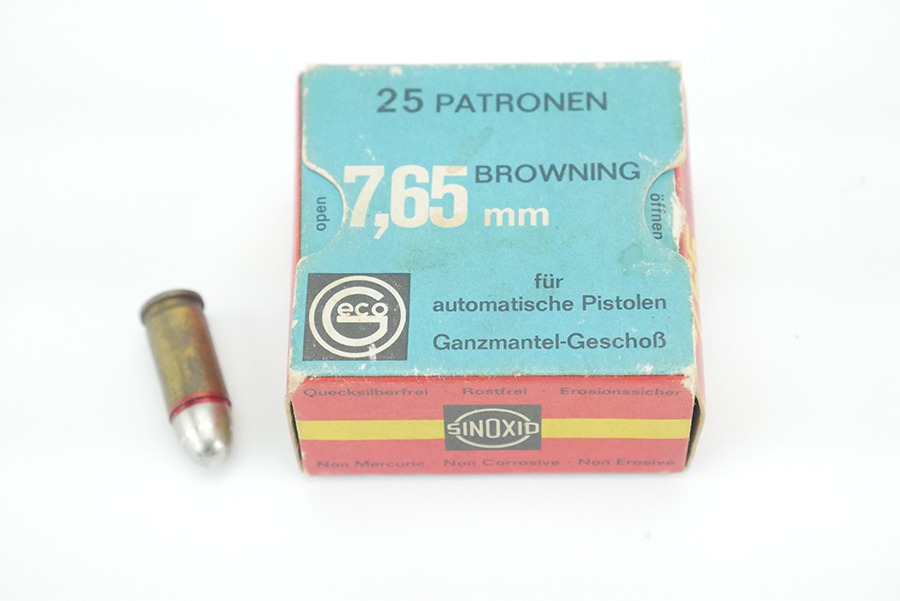 25 PATRONEN
7,65 BROWNING
mm
open
öffnen
Geco
für
automatische Pistolen
Ganzmantel-Geschoß
Quecksilberfrei Rostfrei Erosionssicher
SINOXID
Non Mercuric · Non Corrosive · Non Erosive